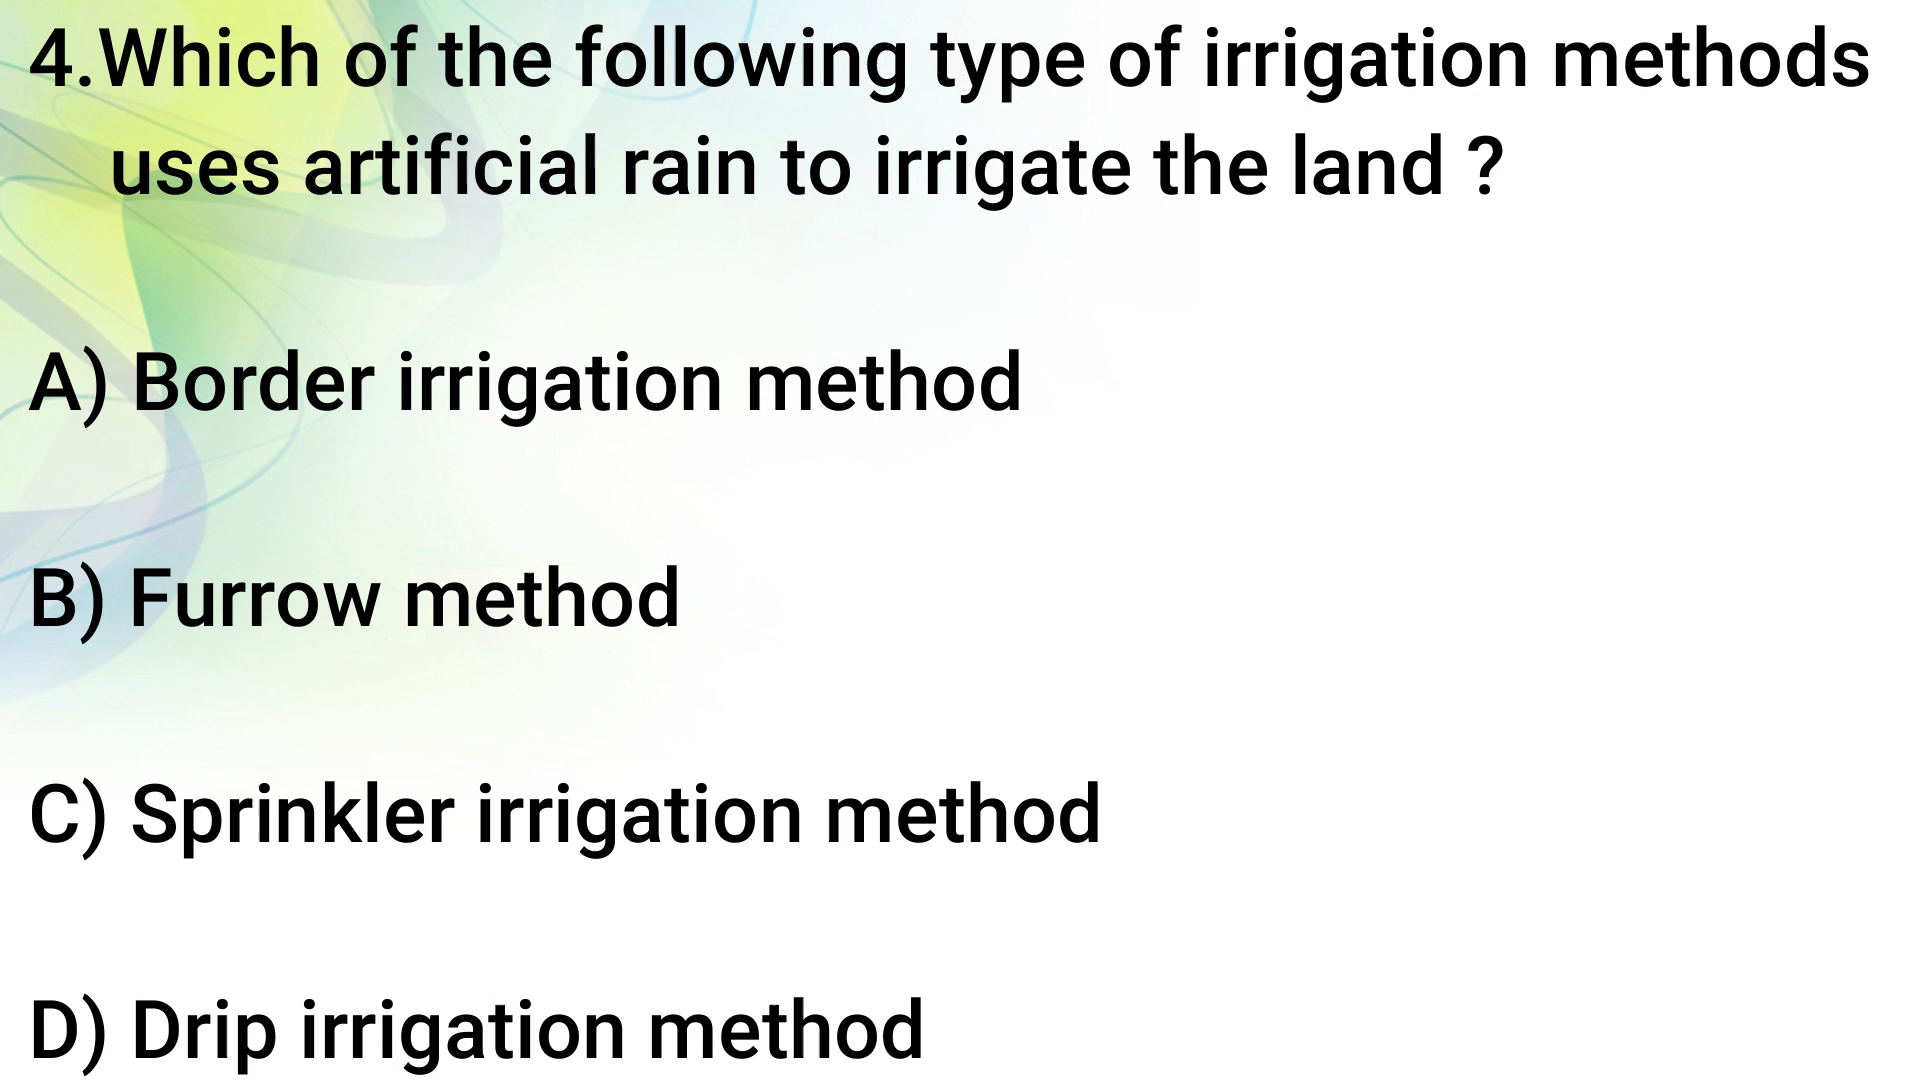 4.Which of the following type of irrigation methods
uses artificial rain to irrigate the land ?
A) Border irrigation method
B) Furrow method
C) Sprinkler irrigation method
D) Drip irrigation method